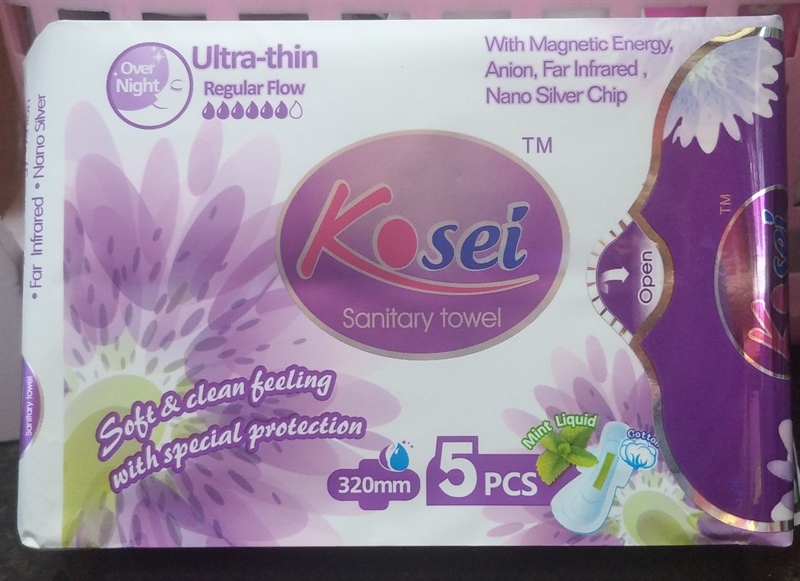 Over
Night
Ultra-thin
Regular Flow
With Magnetic Energy,
Anion, Far Infrared ,
Nano Silver Chip
TM
Kosei
Sanitary towel
Open
TM
Kosei
• Far Infrared • Nano Silver
Sanitary towel
Soft & clean feeling
with special protection
320mm
5 PCS
Mint Liquid
Cotton